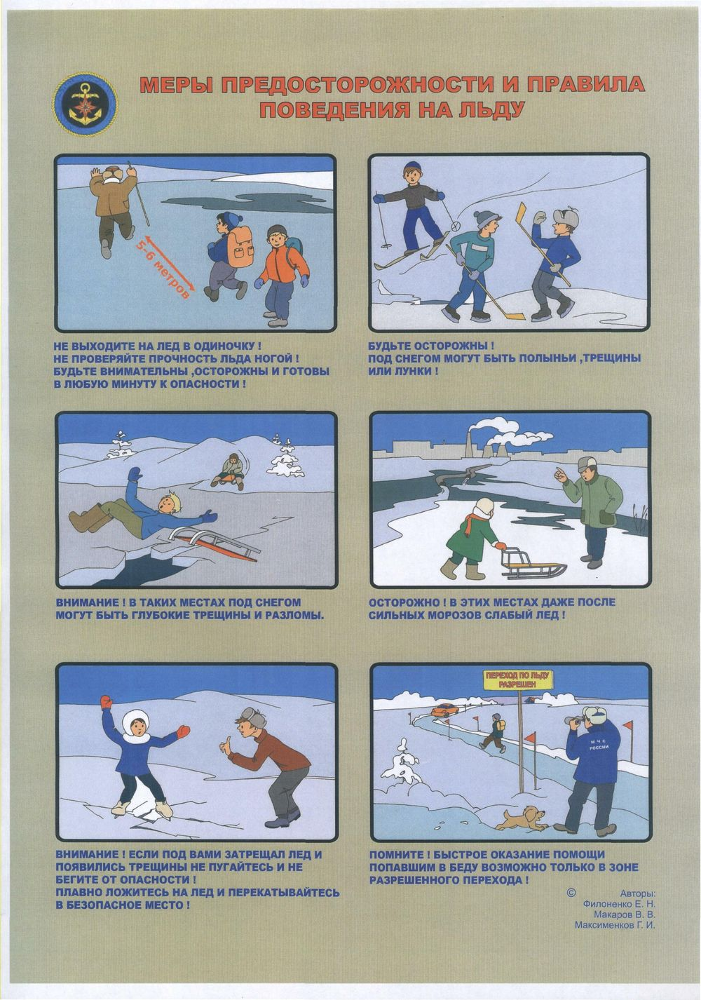 МЕРЫ ПРЕДОСТОРОЖНОСТИ И ПРАВИЛА
ПОВЕДЕНИЯ НА ЛЬДУ
5-6 метров
НЕ ВЫХОДИТЕ НА ЛЕД В ОДИНОЧКУ !
НЕ ПРОВЕРЯЙТЕ ПРОЧНОСТЬ ЛЬДА НОГОЙ !
БУДЬТЕ ВНИМАТЕЛЬНЫ ,ОСТОРОЖНЫ И ГОТОВЫ
В ЛЮБУЮ МИНУТУ К ОПАСНОСТИ !
БУДЬТЕ ОСТОРОЖНЫ !
ПОД СНЕГОМ МОГУТ БЫТЬ ПОЛЫНЬИ ,ТРЕЩИНЫ
ИЛИ ЛУНКИ !
ВНИМАНИЕ ! В ТАКИХ МЕСТАХ ПОД СНЕГОМ
МОГУТ БЫТЬ ГЛУБОКИЕ ТРЕЩИНЫ И РАЗЛОМЫ.
ОСТОРОЖНО ! В ЭТИХ МЕСТАХ ДАЖЕ ПОСЛЕ
СИЛЬНЫХ МОРОЗОВ СЛАБЫЙ ЛЕД !
ВНИМАНИЕ ! ЕСЛИ ПОД ВАМИ ЗАТРЕЩАЛ ЛЕД И
ПОЯВИЛИСЬ ТРЕЩИНЫ НЕ ПУГАЙТЕСЬ И НЕ
БЕГИТЕ ОТ ОПАСНОСТИ !
ПЛАВНО ЛОЖИТЕСЬ НА ЛЕД И ПЕРЕКАТЫВАЙТЕСЬ
В БЕЗОПАСНОЕ МЕСТО !
ПЕРЕХОД ПО ЛЬДУ
РАЗРЕШЕН
МЧС
РОССИИ
ПОМНИТЕ ! БЫСТРОЕ ОКАЗАНИЕ ПОМОЩИ
ПОПАВШИМ В БЕДУ ВОЗМОЖНО ТОЛЬКО В ЗОНЕ
РАЗРЕШЕННОГО ПЕРЕХОДА !
© Авторы:
Филоненко Е. Н.
Макаров В. В.
Максименков Г. И.